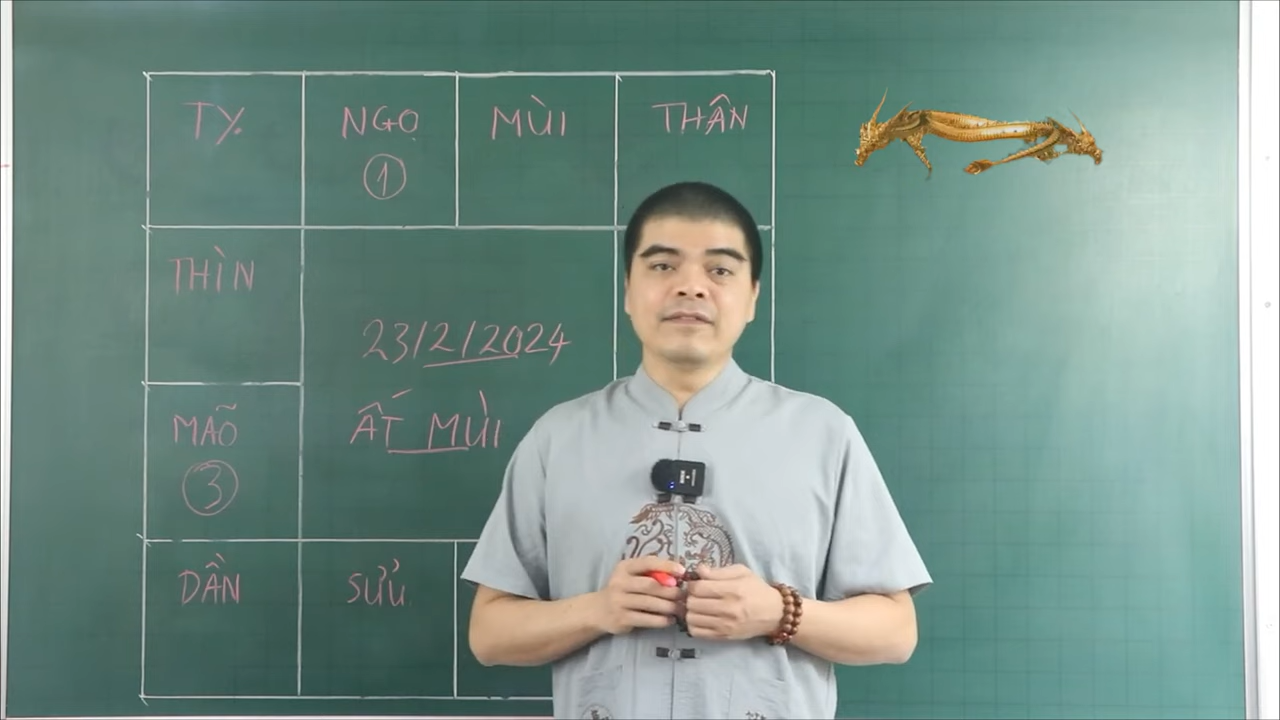 TỴ
NGỌ
1
MÙI
THÂN
THÌN
23/2/2024
ẤT MÙI
MÃO
3
DẦN
SỬU